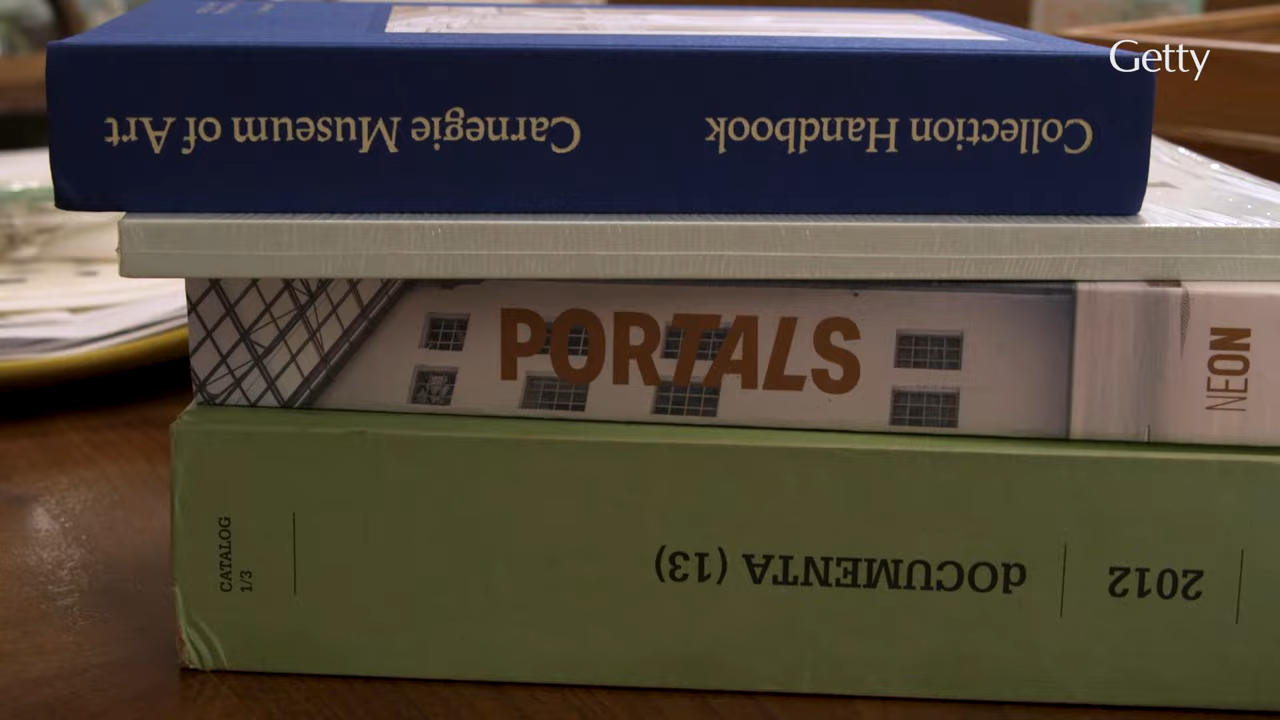 Getty
Carnegie Museum of Art
Collection Handbook
PORTALS
NEON
CATALOG
1/3
dOCUMENTA (13)
2012